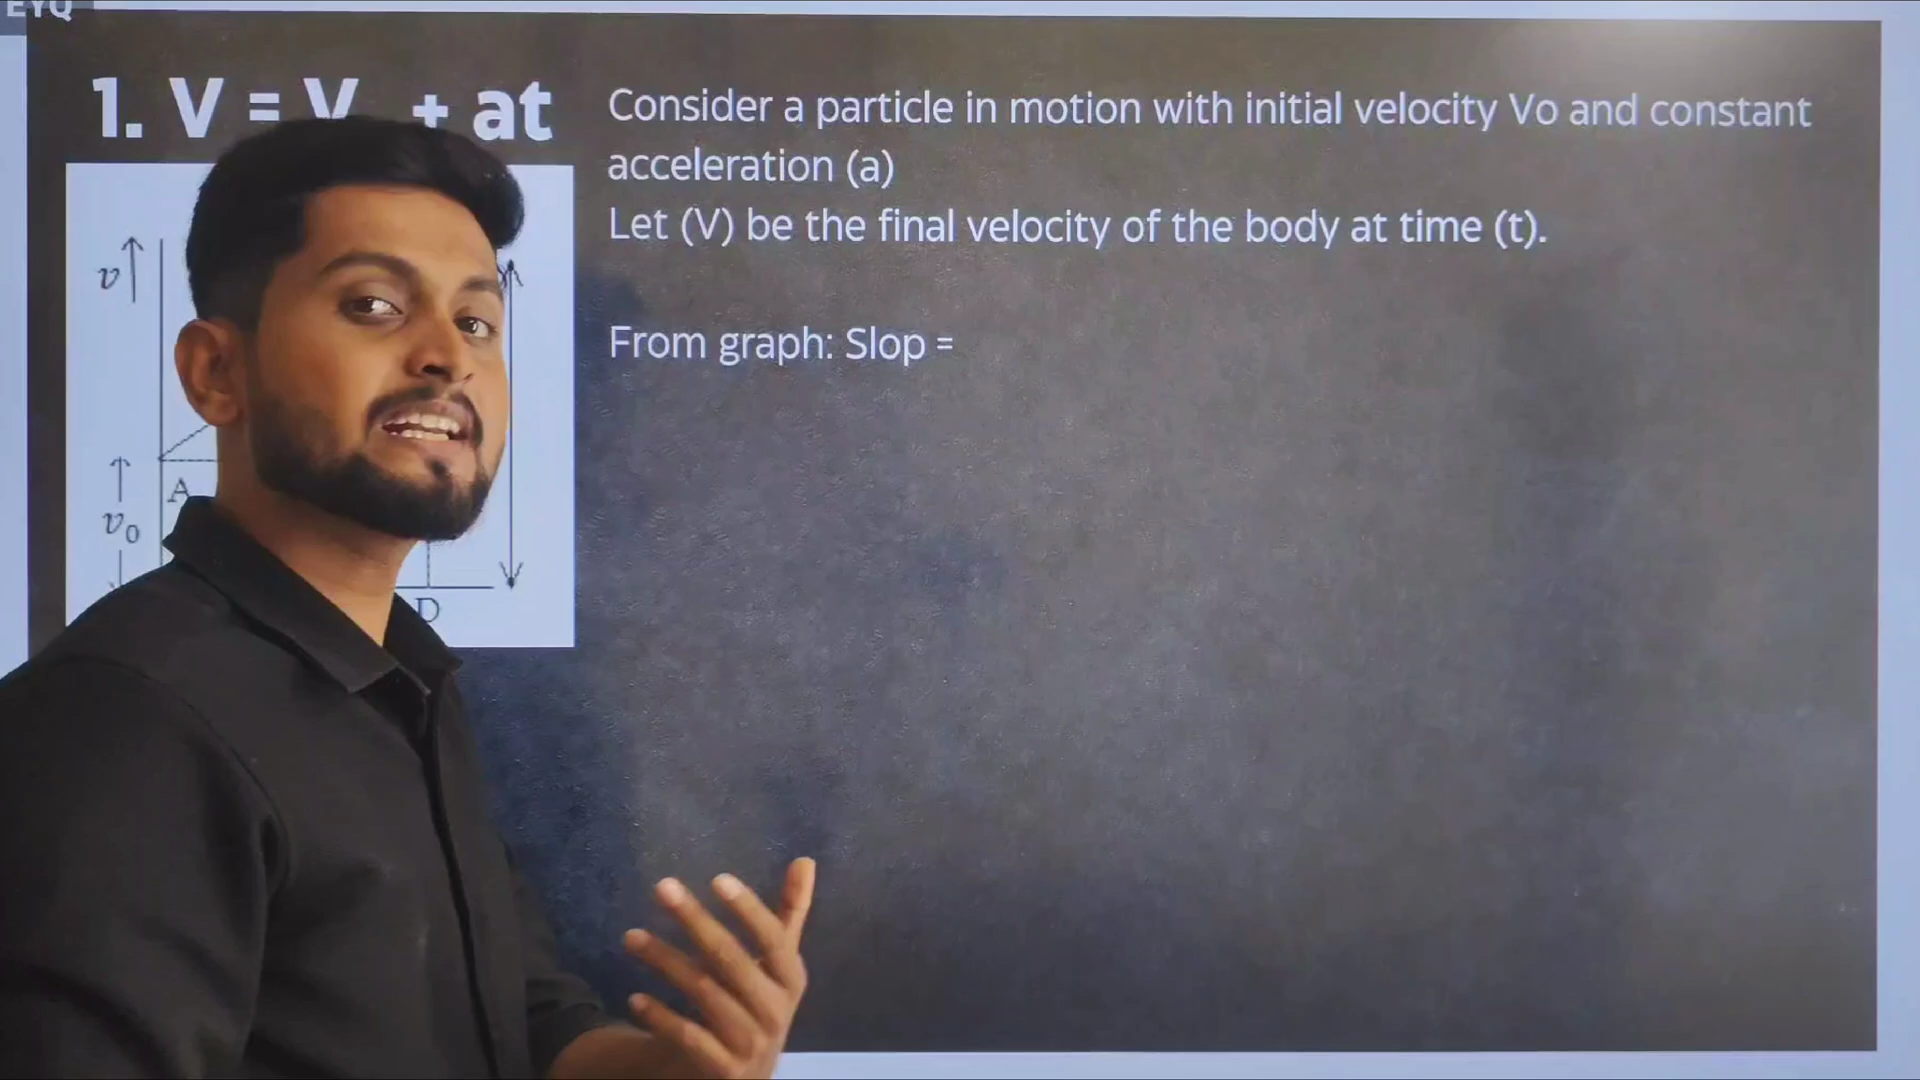 EYQ
1. V = V + at
Consider a particle in motion with initial velocity Vo and constant
acceleration (a)
Let (V) be the final velocity of the body at time (t).
From graph: Slop =
v
A
v0
D